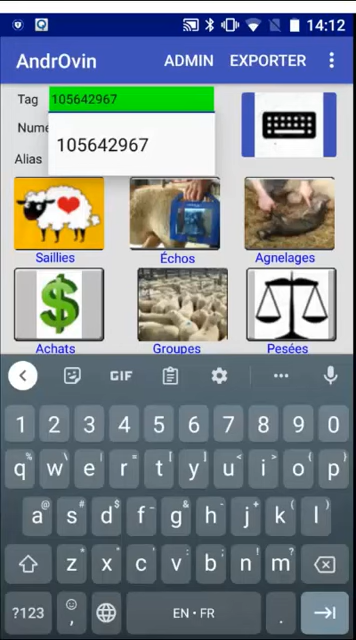 14:12
AndrOvin ADMIN EXPORTER
Tag 105642967
Nume
105642967
Alias
Saillies Échos Agnelages
$
Achats Groupes Pesées
GIF
1 2 3 4 5 6 7 8 9 0
q w e r t y u i o p
a s d f g h j k l
z x c v b n m
?123 , EN • FR .